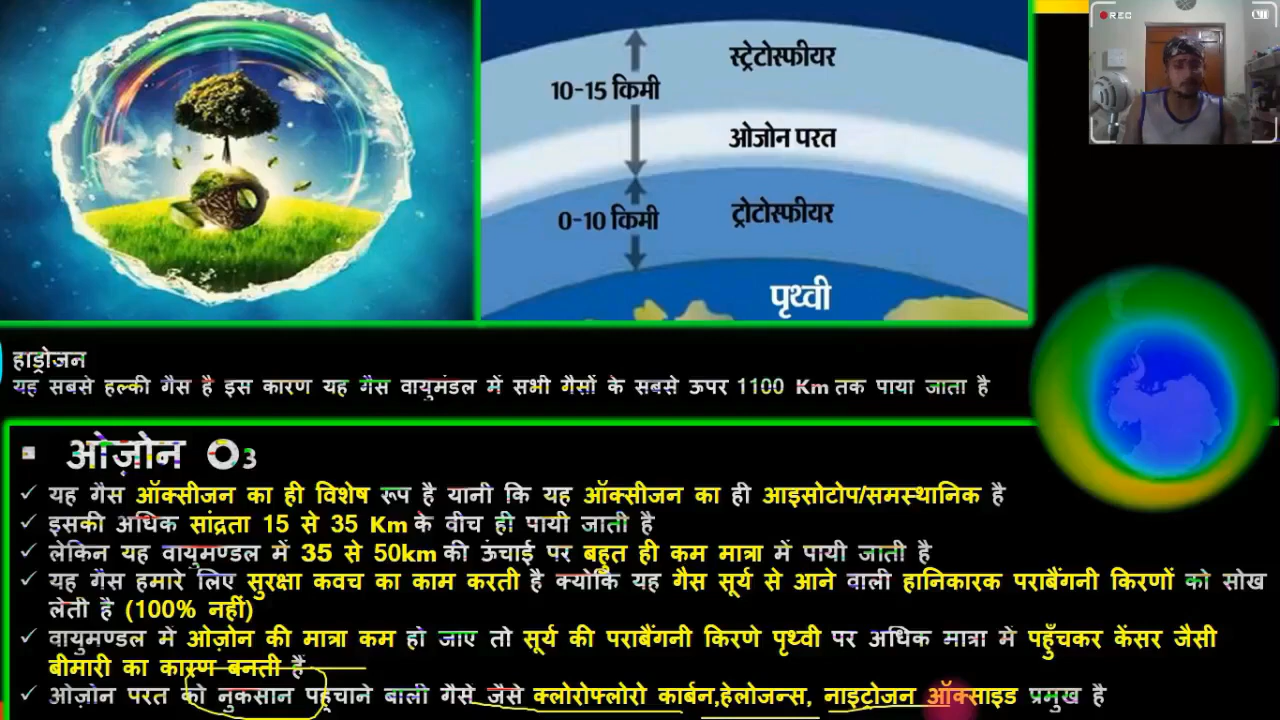 REC
स्ट्रेटोस्फीयर
10-15 किमी
ओजोन परत
0-10 किमी
ट्रोटोस्फीयर
पृथ्वी
हाड्रोजन
यह सबसे हल्की गैस है इस कारण यह गैस वायुमंडल में सभी गैसों के सबसे ऊपर 1100 Km तक पाया जाता है
▪ ओज़ोन O3
✓ यह गैस ऑक्सीजन का ही विशेष रूप है यानी कि यह ऑक्सीजन का ही आइसोटोप/समस्थानिक है
✓ इसकी अधिक सांद्रता 15 से 35 Km के वीच ही पायी जाती है
✓ लेकिन यह वायुमण्डल में 35 से 50km की ऊंचाई पर बहुत ही कम मात्रा में पायी जाती है
✓ यह गैस हमारे लिए सुरक्षा कवच का काम करती है क्योकि यह गैस सूर्य से आने वाली हानिकारक पराबैंगनी किरणों को सोख
लेती है (100% नहीं)
✓ वायुमण्डल में ओज़ोन की मात्रा कम हो जाए तो सूर्य की पराबैंगनी किरणे पृथ्वी पर अधिक मात्रा में पहुँचकर केंसर जैसी
बीमारी का कारण बनती हैं
✓ ओज़ोन परत को नुकसान पहुचाने बाली गैसें जैसे क्लोरोफ्लोरो कार्बन,हेलोजन्स, नाइट्रोजन ऑक्साइड प्रमुख है